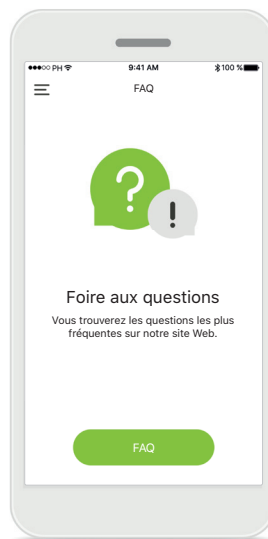 ●●●○○ PH 9:41 AM 100 %
FAQ
?
!
Foire aux questions
Vous trouverez les questions les plus
fréquentes sur notre site Web.
FAQ